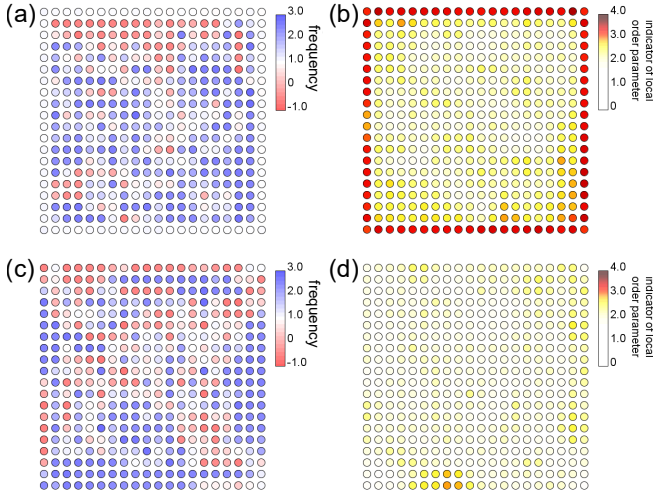 (a)
3.0
2.0
1.0
0
-1.0
frequency
(b)
4.0
3.0
2.0
1.0
0
indicator of local
order parameter
(c)
3.0
2.0
1.0
0
-1.0
frequency
(d)
4.0
3.0
2.0
1.0
0
indicator of local
order parameter